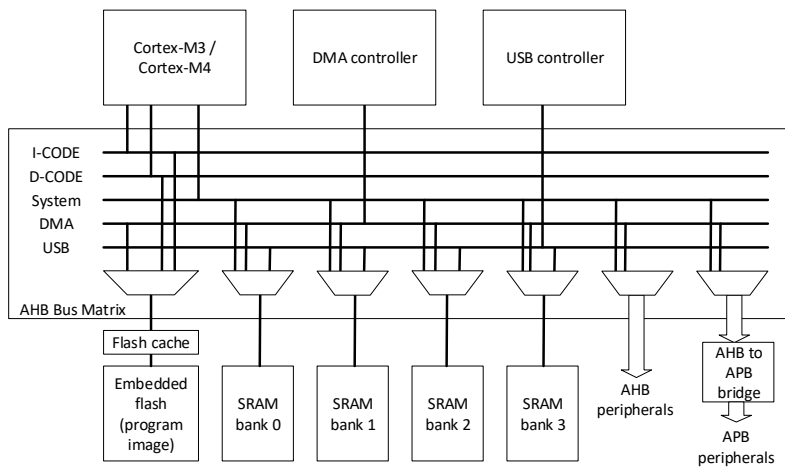 Cortex-M3 /
Cortex-M4
DMA controller
USB controller
I-CODE
D-CODE
System
DMA
USB
AHB Bus Matrix
Flash cache
Embedded
flash
(program
image)
SRAM
bank 0
SRAM
bank 1
SRAM
bank 2
SRAM
bank 3
AHB
peripherals
AHB to
APB
bridge
APB
peripherals